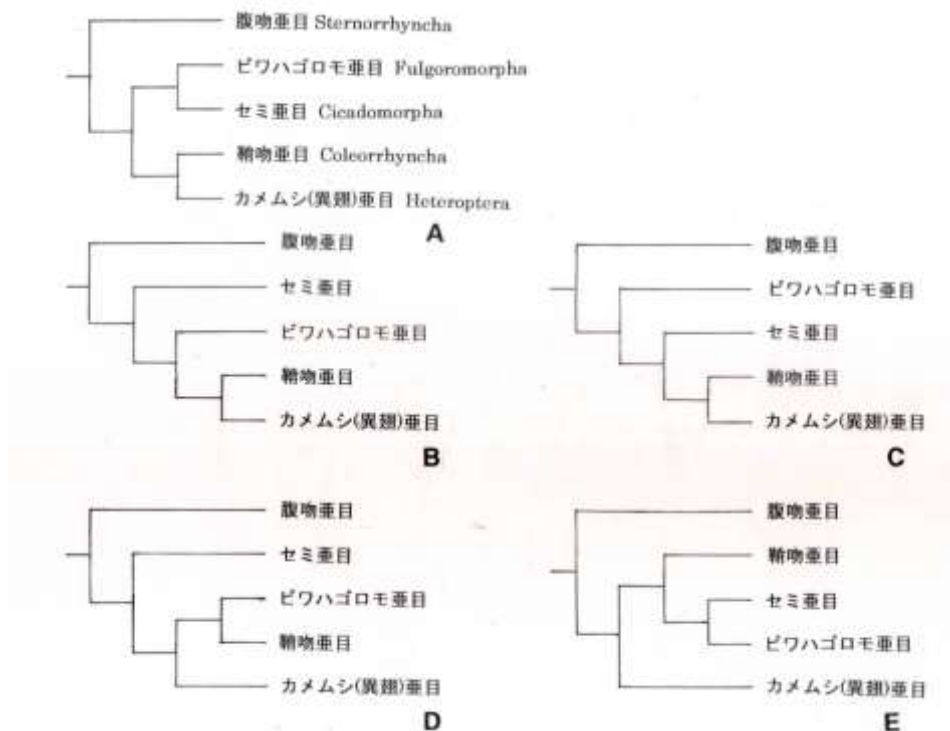 腹吻亜目 Sternorrhyncha
ビワハゴロモ亜目 Fulgoromorpha
セミ亜目 Cicadomorpha
鞘吻亜目 Coleorrhyncha
カメムシ(異翅)亜目 Heteroptera
A
腹吻亜目
セミ亜目
ビワハゴロモ亜目
鞘吻亜目
カメムシ(異翅)亜目
B
腹吻亜目
ビワハゴロモ亜目
セミ亜目
鞘吻亜目
カメムシ(異翅)亜目
C
腹吻亜目
セミ亜目
ビワハゴロモ亜目
鞘吻亜目
カメムシ(異翅)亜目
D
腹吻亜目
鞘吻亜目
セミ亜目
ビワハゴロモ亜目
カメムシ(異翅)亜目
E